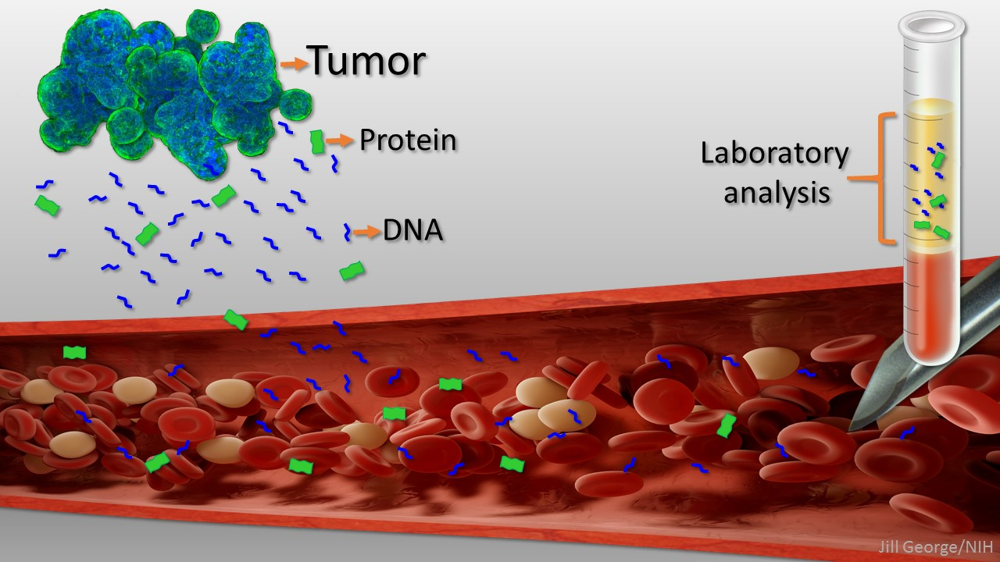 Tumor
Protein
DNA
Laboratory
analysis
Jill George/NIH